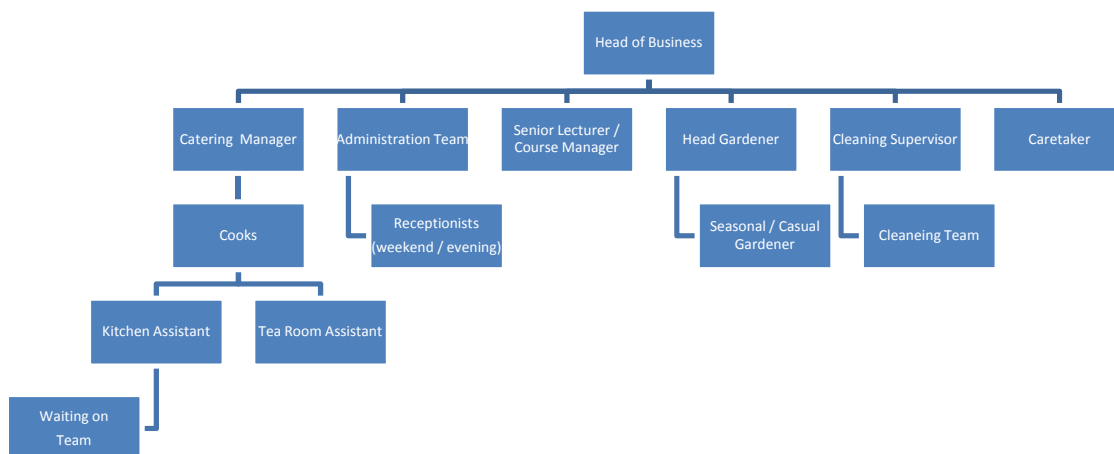 Head of Business
Catering Manager
Administration Team
Senior Lecturer /
Course Manager
Head Gardener
Cleaning Supervisor
Caretaker
Cooks
Receptionists
(weekend / evening)
Seasonal / Casual
Gardener
Cleaneing Team
Kitchen Assistant
Tea Room Assistant
Waiting on
Team